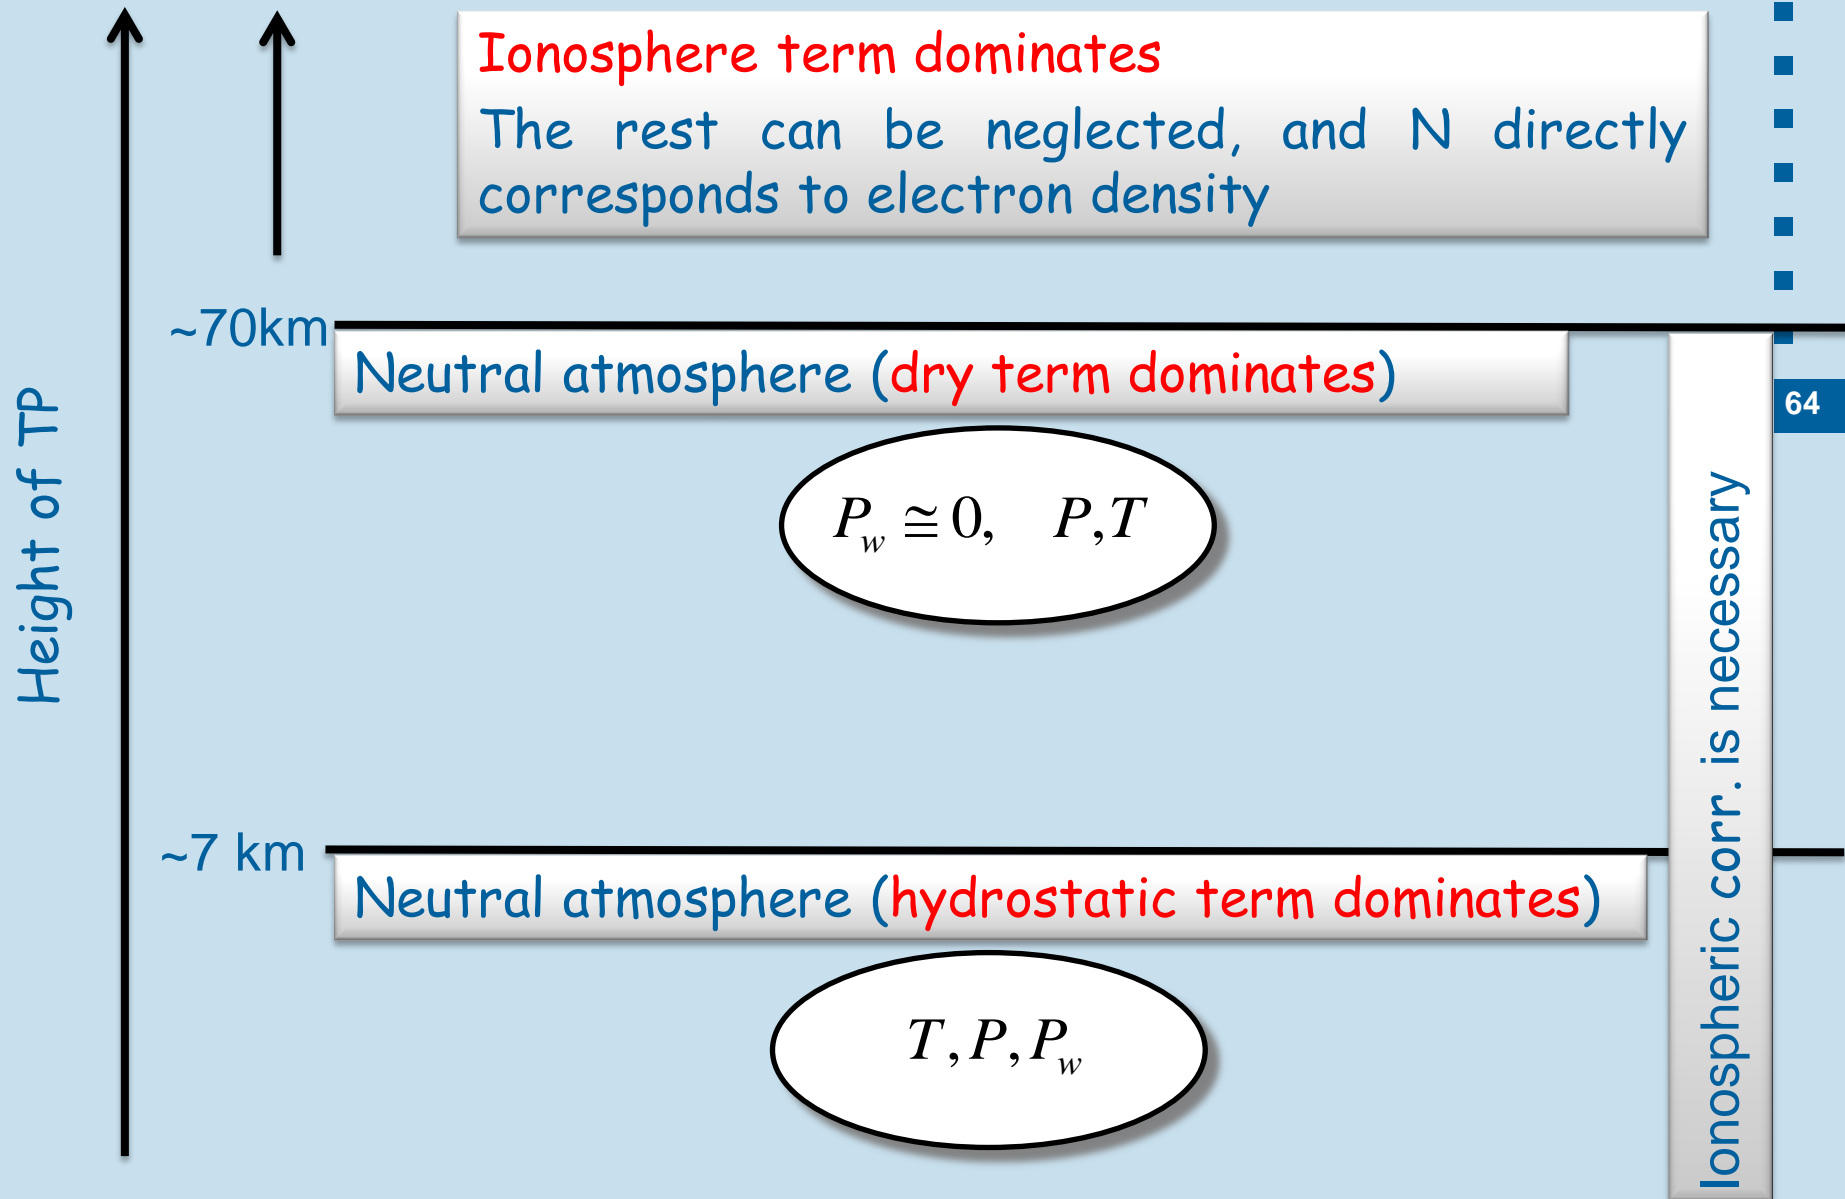 Ionosphere term dominates
The rest can be neglected, and N directly
corresponds to electron density
~70km
Neutral atmosphere (dry term dominates)
64
P_w ≅ 0, P,T
Height of TP
Ionospheric corr. is necessary
~7 km
Neutral atmosphere (hydrostatic term dominates)
T,P,P_w